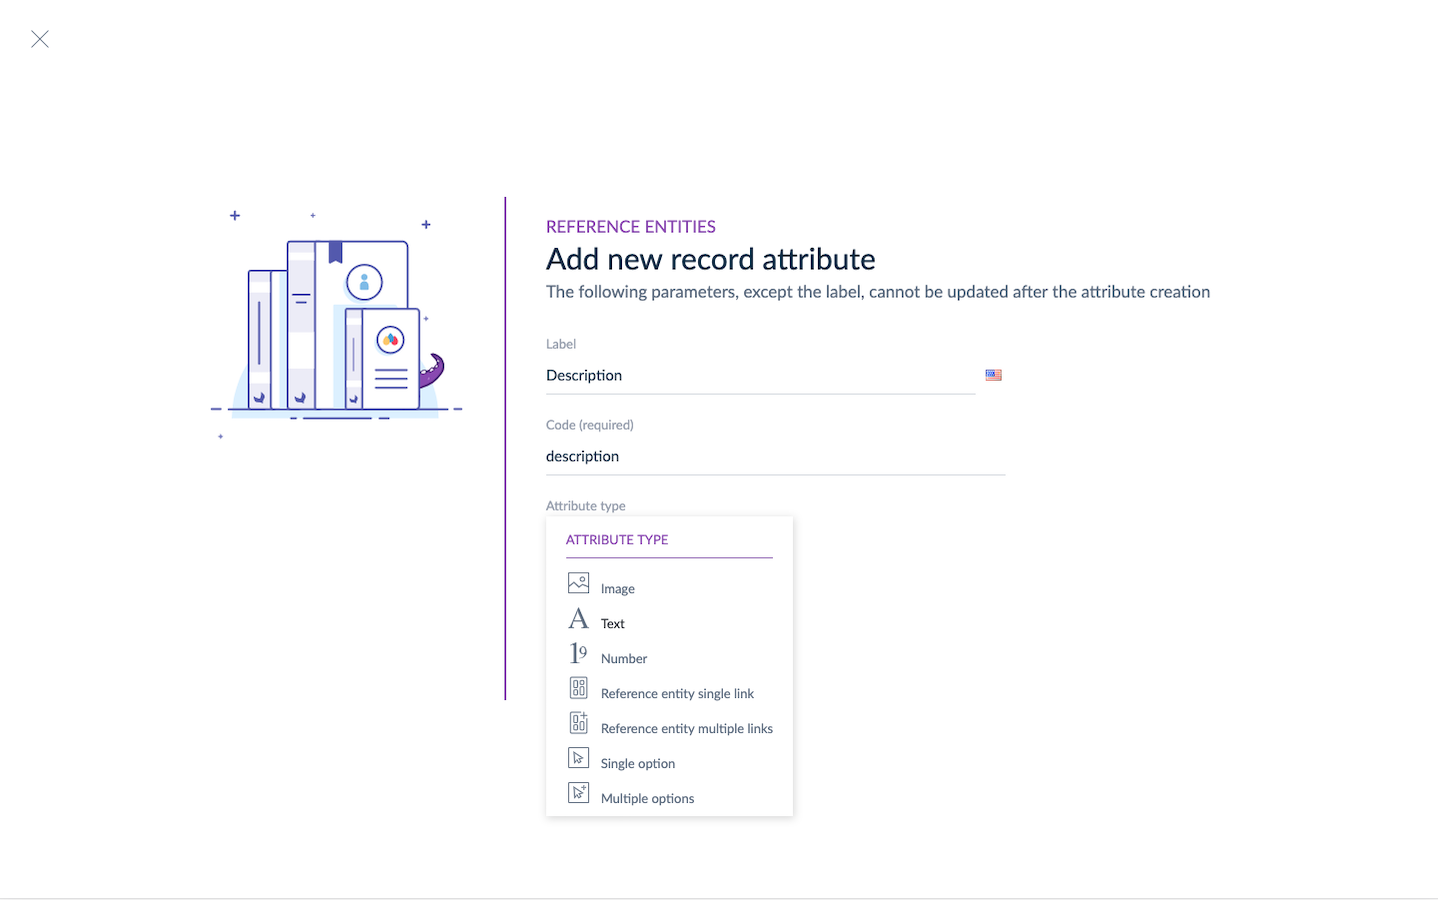 REFERENCE ENTITIES
Add new record attribute
The following parameters, except the label, cannot be updated after the attribute creation
Label
Description
Code (required)
description
Attribute type
ATTRIBUTE TYPE
Image
Text
Number
Reference entity single link
Reference entity multiple links
Single option
Multiple options